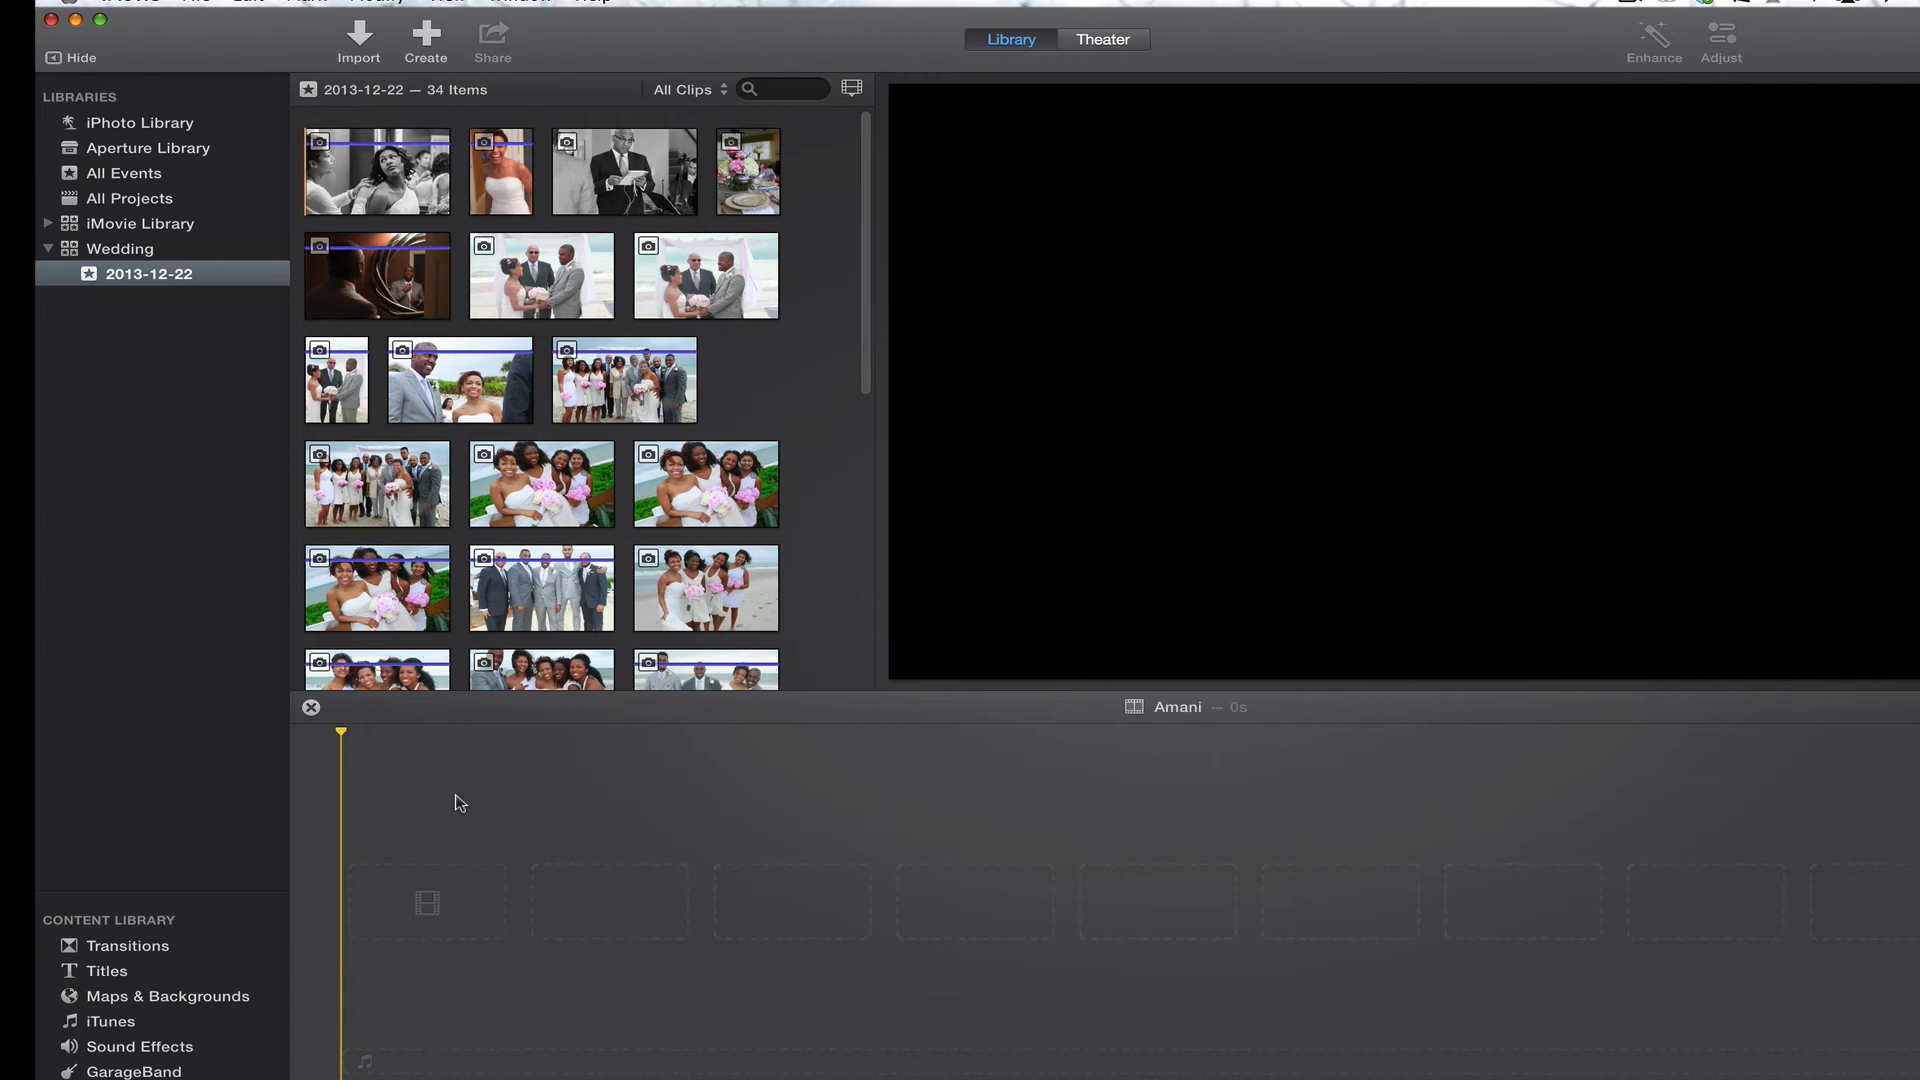 Hide
Import
Create
Share
Library
Theater
Enhance
Adjust
LIBRARIES
iPhoto Library
Aperture Library
All Events
All Projects
iMovie Library
Wedding
2013-12-22
2013-12-22 — 34 Items
All Clips
Amani — 0s
CONTENT LIBRARY
Transitions
Titles
Maps & Backgrounds
iTunes
Sound Effects
GarageBand